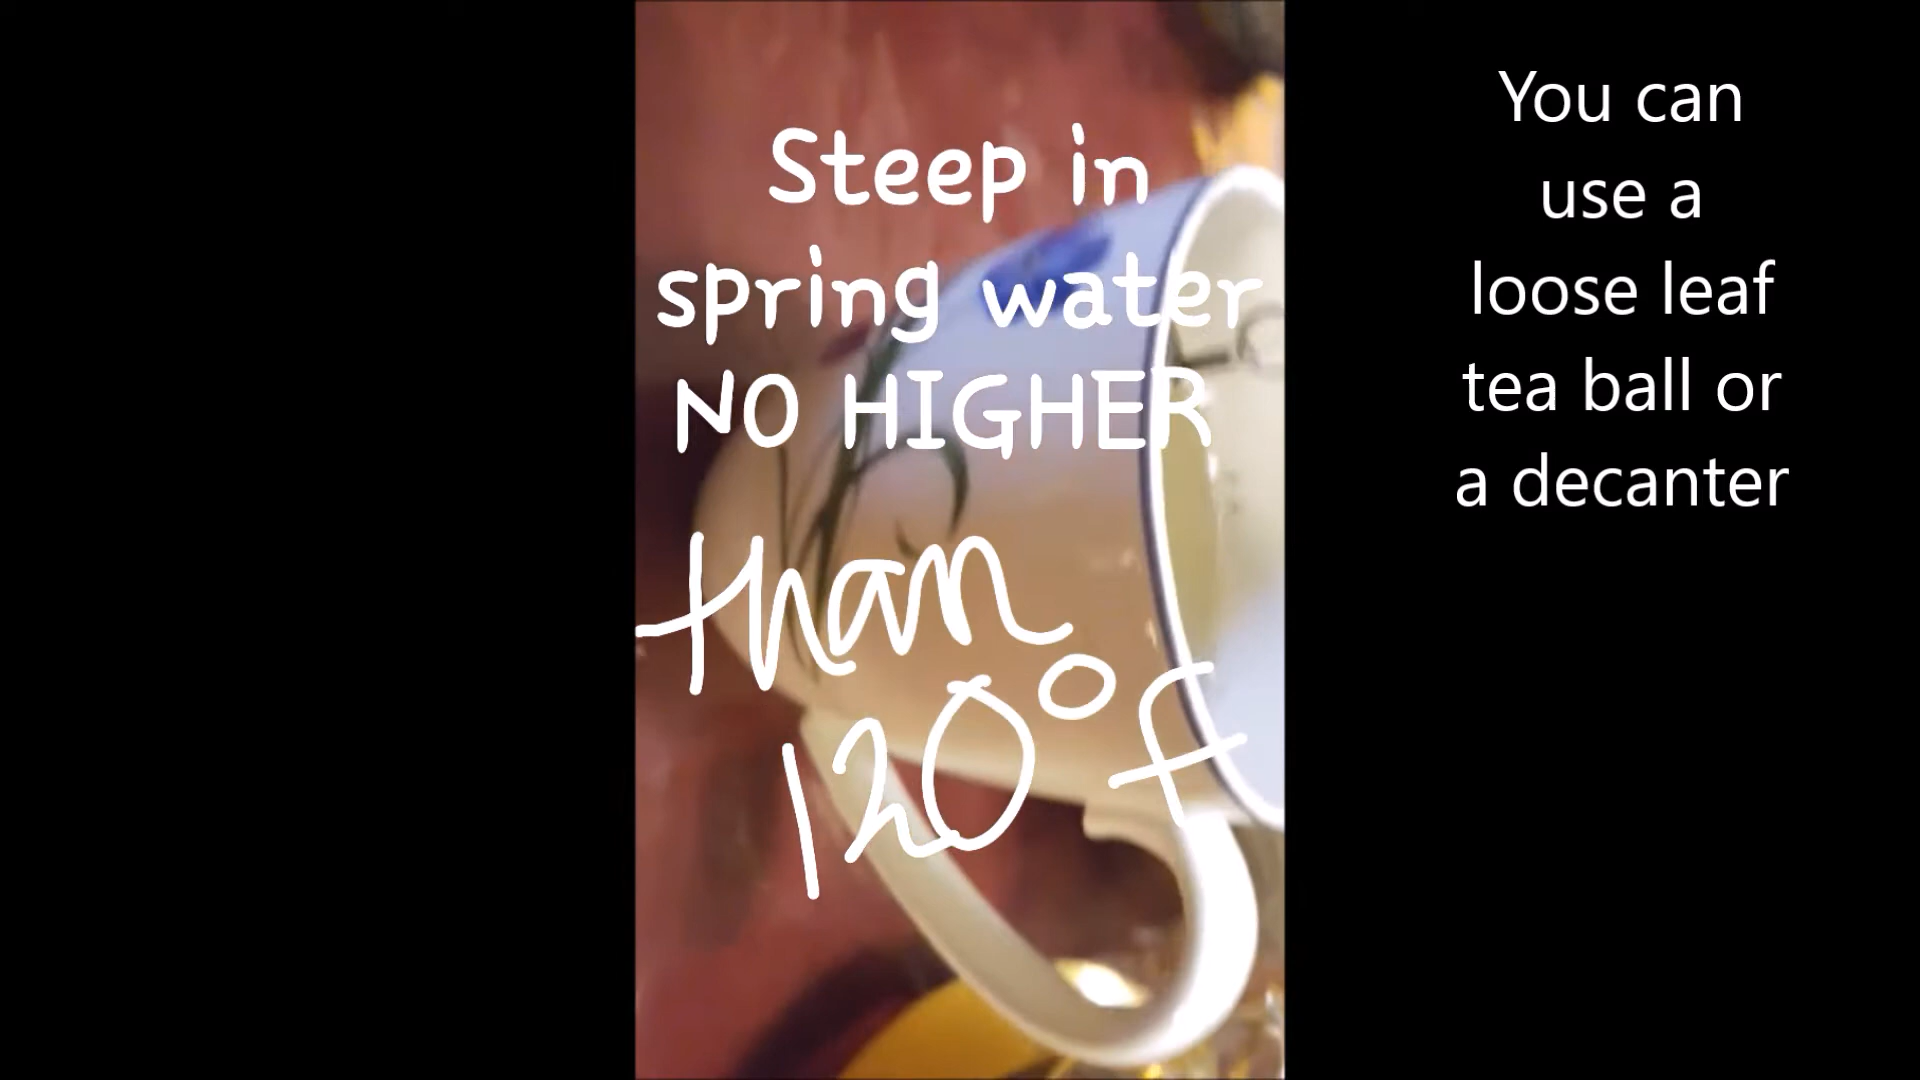 Steep in
spring water
NO HIGHER
than
120°f
You can
use a
loose leaf
tea ball or
a decanter